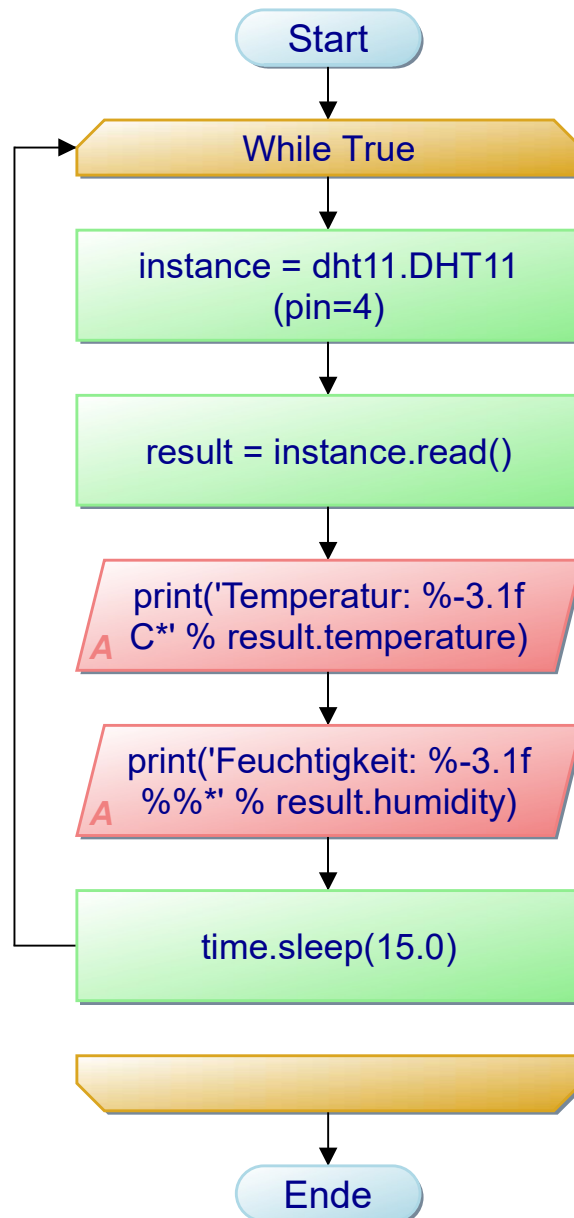 Start
While True
instance = dht11.DHT11
(pin=4)
result = instance.read()
print('Temperatur: %-3.1f
C*' % result.temperature)
A
print('Feuchtigkeit: %-3.1f
%%*' % result.humidity)
A
time.sleep(15.0)
Ende